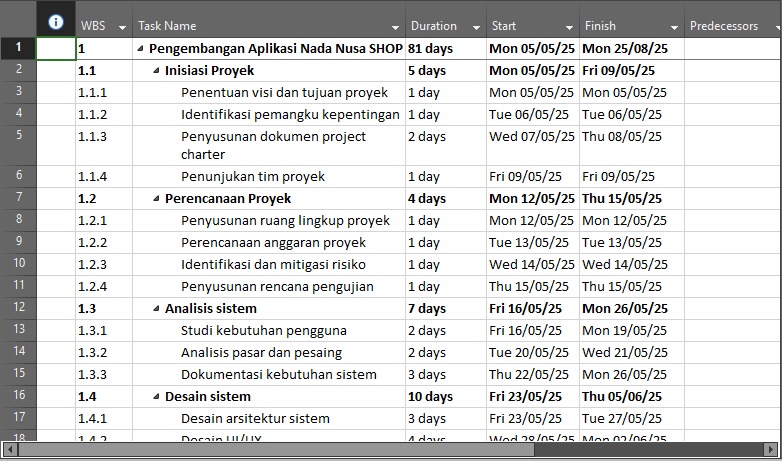 WBS Task Name Duration Start Finish Predecessors
1 1 Pengembangan Aplikasi Nada Nusa SHOP 81 days Mon 05/05/25 Mon 25/08/25
2 1.1 Inisiasi Proyek 5 days Mon 05/05/25 Fri 09/05/25
3 1.1.1 Penentuan visi dan tujuan proyek 1 day Mon 05/05/25 Mon 05/05/25
4 1.1.2 Identifikasi pemangku kepentingan 1 day Tue 06/05/25 Tue 06/05/25
5 1.1.3 Penyusunan dokumen project 2 days Wed 07/05/25 Thu 08/05/25
charter
6 1.1.4 Penunjukan tim proyek 1 day Fri 09/05/25 Fri 09/05/25
7 1.2 Perencanaan Proyek 4 days Mon 12/05/25 Thu 15/05/25
8 1.2.1 Penyusunan ruang lingkup proyek 1 day Mon 12/05/25 Mon 12/05/25
9 1.2.2 Perencanaan anggaran proyek 1 day Tue 13/05/25 Tue 13/05/25
10 1.2.3 Identifikasi dan mitigasi risiko 1 day Wed 14/05/25 Wed 14/05/25
11 1.2.4 Penyusunan rencana pengujian 1 day Thu 15/05/25 Thu 15/05/25
12 1.3 Analisis sistem 7 days Fri 16/05/25 Mon 26/05/25
13 1.3.1 Studi kebutuhan pengguna 2 days Fri 16/05/25 Mon 19/05/25
14 1.3.2 Analisis pasar dan pesaing 2 days Tue 20/05/25 Wed 21/05/25
15 1.3.3 Dokumentasi kebutuhan sistem 3 days Thu 22/05/25 Mon 26/05/25
16 1.4 Desain sistem 10 days Fri 23/05/25 Thu 05/06/25
17 1.4.1 Desain arsitektur sistem 3 days Fri 23/05/25 Tue 27/05/25
18 1.4.2 Desain UI/UX 4 days Wed 28/05/25 Mon 02/06/25